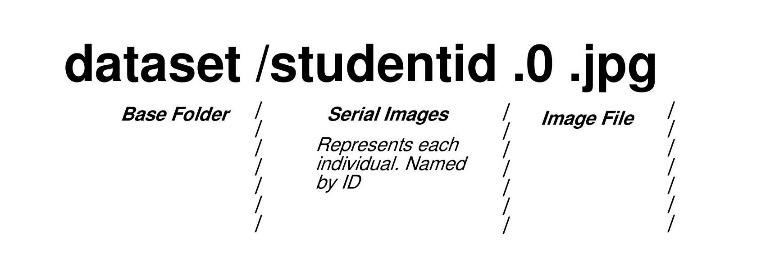 dataset /studentid .0 .jpg
Base Folder / Serial Images / Image File /
/ / /
/ Represents each / /
/ individual. Named / /
/ by ID / /
/ / /
/ / /